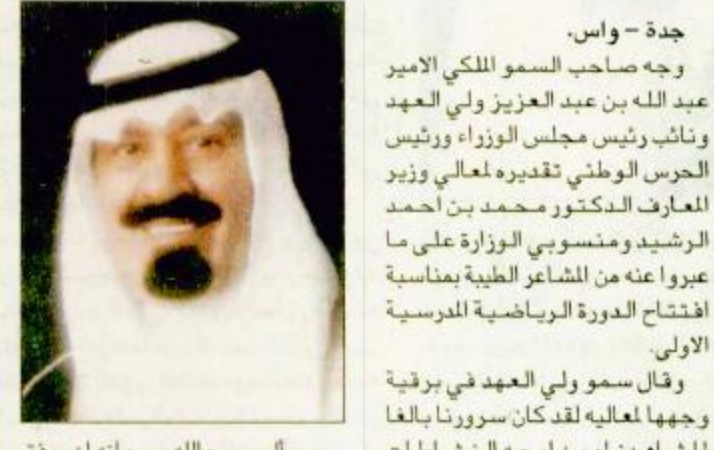 جدة – واس.
وجه صاحب السمو الملكي الامير
عبد الله بن عبد العزيز ولي العهد
ونائب رئيس مجلس الوزراء ورئيس
الحرس الوطني تقديره لمعالي وزير
المعارف الدكتور محمد بن احمد
الرشيد ومنسوبي الوزارة على ما
عبروا عنه من المشاعر الطيبة بمناسبة
افتتاح الدورة الرياضية المدرسية
الاولى.
وقال سمو ولي العهد في برقية
وجهها لمعاليه لقد كان سرورنا بالغا